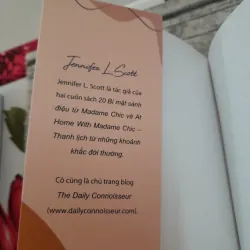 Jennifer L. Scott
Jennifer L. Scott là tác giả của
hai cuốn sách 20 Bí mật sành
điệu từ Madame Chic và At
Home With Madame Chic –
Thanh lịch từ những khoảnh
khắc đời thường.
Cô cũng là chủ trang blog
The Daily Connoisseur
(www.dailyconnoisseur.com).